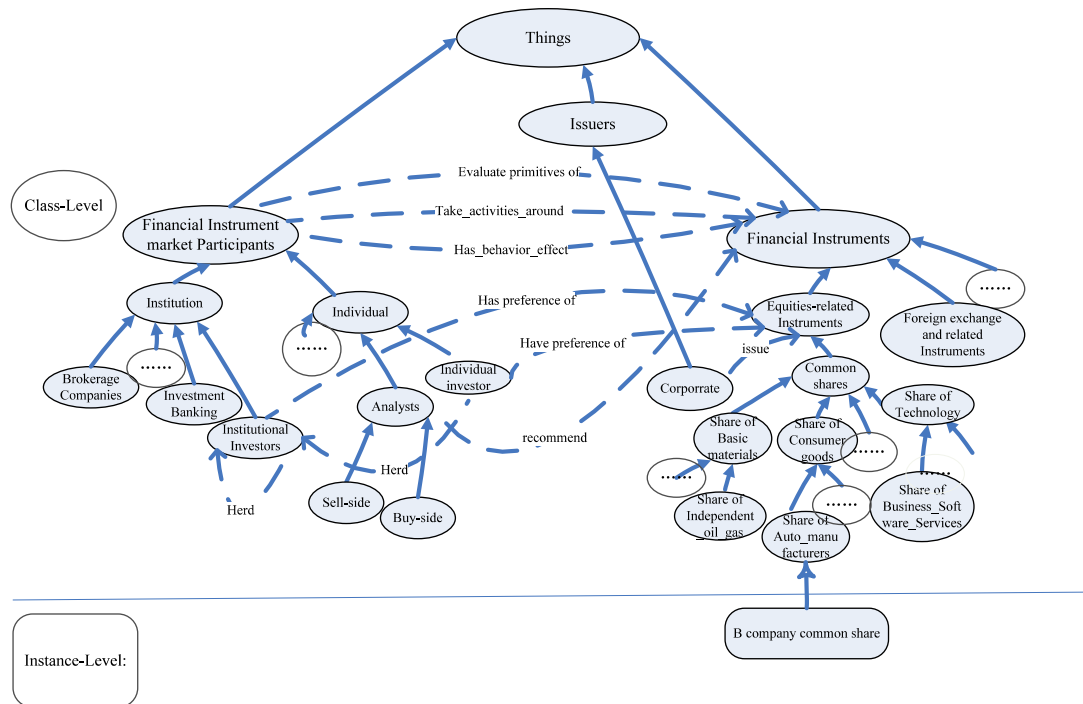 Things
Issuers
Evaluate primitives of
Class-Level
Take_activities_around
Financial Instrument
market Participants
Financial Instruments
Has_behavior_effect
......
Institution
Individual
Has preference of
Equities-related
Instruments
Foreign exchange
and related
Instruments
......
......
Have preference of
issue
Brokerage
Companies
Investment
Banking
Individual
investor
Corporrate
Common
shares
Analysts
Share of
Technology
Institutional
Investors
recommend
Share of
Basic
materials
Share of
Consumer
goods
......
Herd
......
......
Sell-side
Herd
Buy-side
Share of
Independent
_oil_gas
......
Share of
Business_Soft
ware_Services
Share of
Auto_manu
facturers
B company common share
Instance-Level: